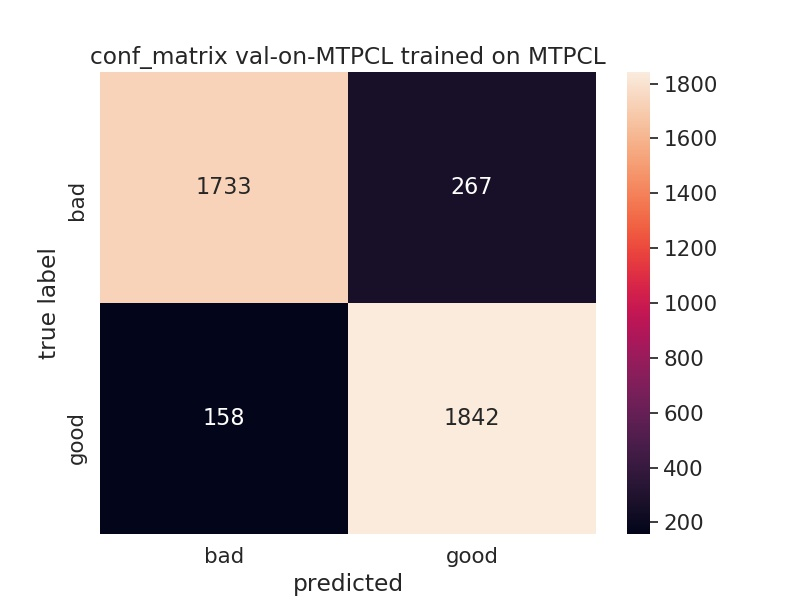 conf_matrix val-on-MTPCL trained on MTPCL
true label
bad
good
1733
267
158
1842
bad
good
predicted
1800
1600
1400
1200
1000
800
600
400
200